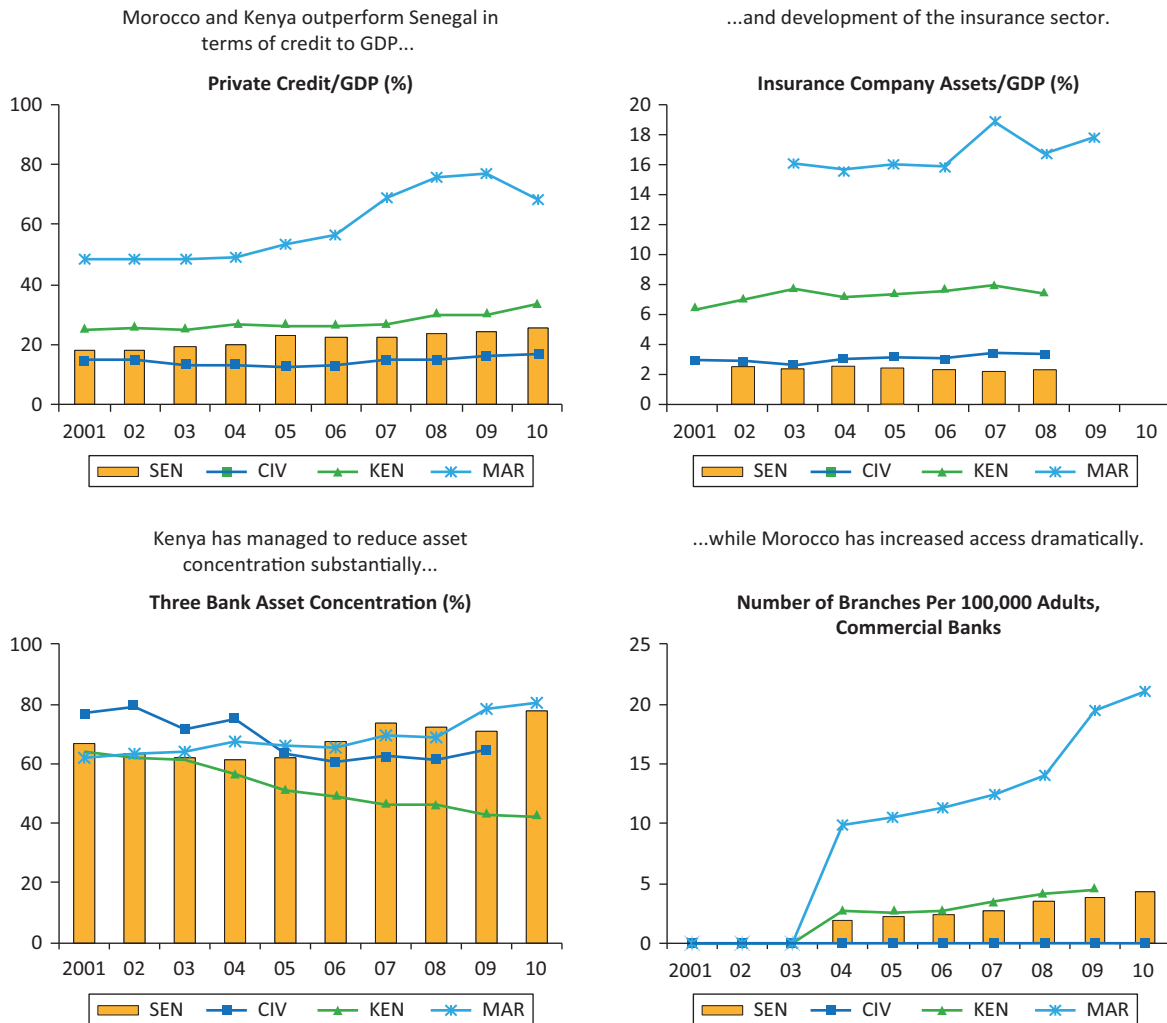 Morocco and Kenya outperform Senegal in
terms of credit to GDP...
Private Credit/GDP (%)
100
80
60
40
20
0
2001 02 03 04 05 06 07 08 09 10
SEN CIV KEN MAR
...and development of the insurance sector.
Insurance Company Assets/GDP (%)
20
18
16
14
12
10
8
6
4
2
0
2001 02 03 04 05 06 07 08 09 10
SEN CIV KEN MAR
Kenya has managed to reduce asset
concentration substantially...
Three Bank Asset Concentration (%)
100
80
60
40
20
0
2001 02 03 04 05 06 07 08 09 10
SEN CIV KEN MAR
...while Morocco has increased access dramatically.
Number of Branches Per 100,000 Adults,
Commercial Banks
25
20
15
10
5
0
2001 02 03 04 05 06 07 08 09 10
SEN CIV KEN MAR